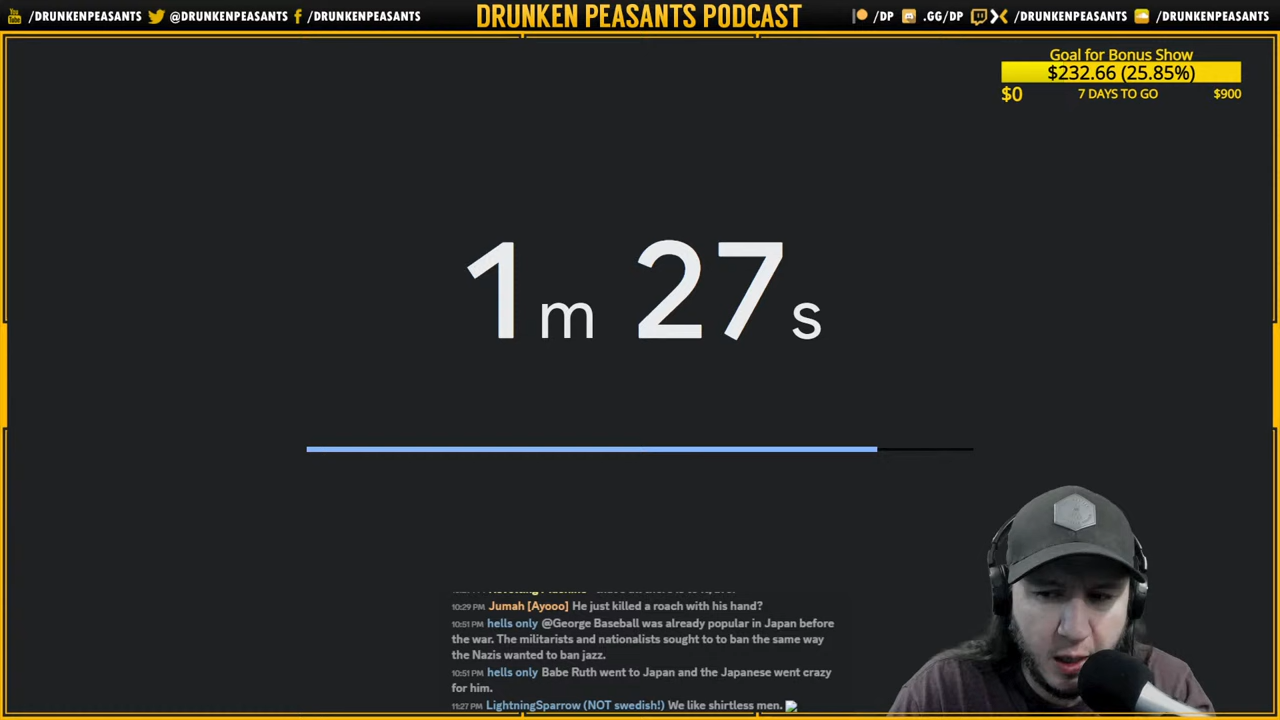 You Tube /DRUNKENPEASANTS @DRUNKENPEASANTS /DRUNKENPEASANTS DRUNKEN PEASANTS PODCAST /DP .GG/DP /DRUNKENPEASANTS /DRUNKENPEASANTS
Goal for Bonus Show
$232.66 (25.85%)
$0 7 DAYS TO GO $900
1m 27s
10:29 PM Jumah [Ayooo] He just killed a roach with his hand?
10:51 PM hells only @George Baseball was already popular in Japan before
the war. The militarists and nationalists sought to to ban the same way
the Nazis wanted to ban jazz.
10:51 PM hells only Babe Ruth went to Japan and the Japanese went crazy
for him.
11:27 PM LightningSparrow (NOT swedish!) We like shirtless men.